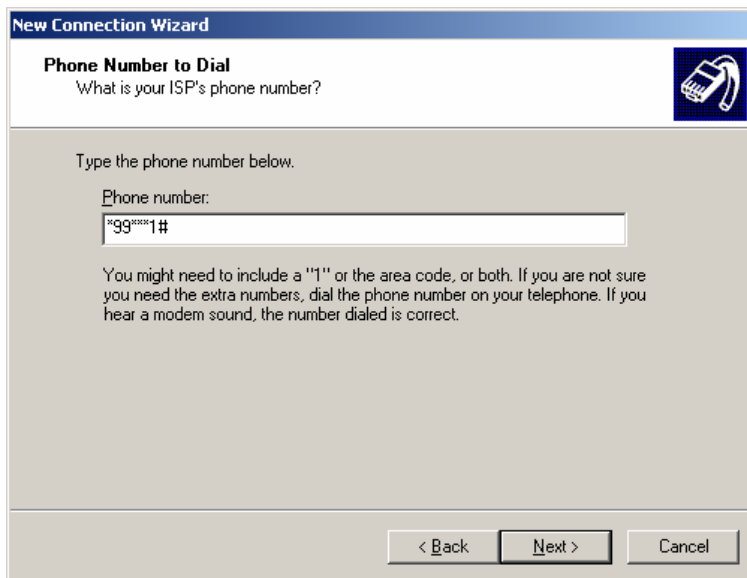 New Connection Wizard
Phone Number to Dial
What is your ISP's phone number?
Type the phone number below.
Phone number:
*99***1#
You might need to include a "1" or the area code, or both. If you are not sure
you need the extra numbers, dial the phone number on your telephone. If you
hear a modem sound, the number dialed is correct.
< Back
Next >
Cancel